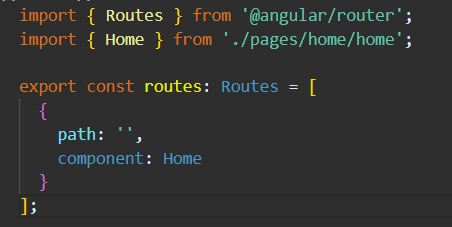 import { Routes } from '@angular/router';
import { Home } from './pages/home/home';
export const routes: Routes = [
{
path: '',
component: Home
}
];